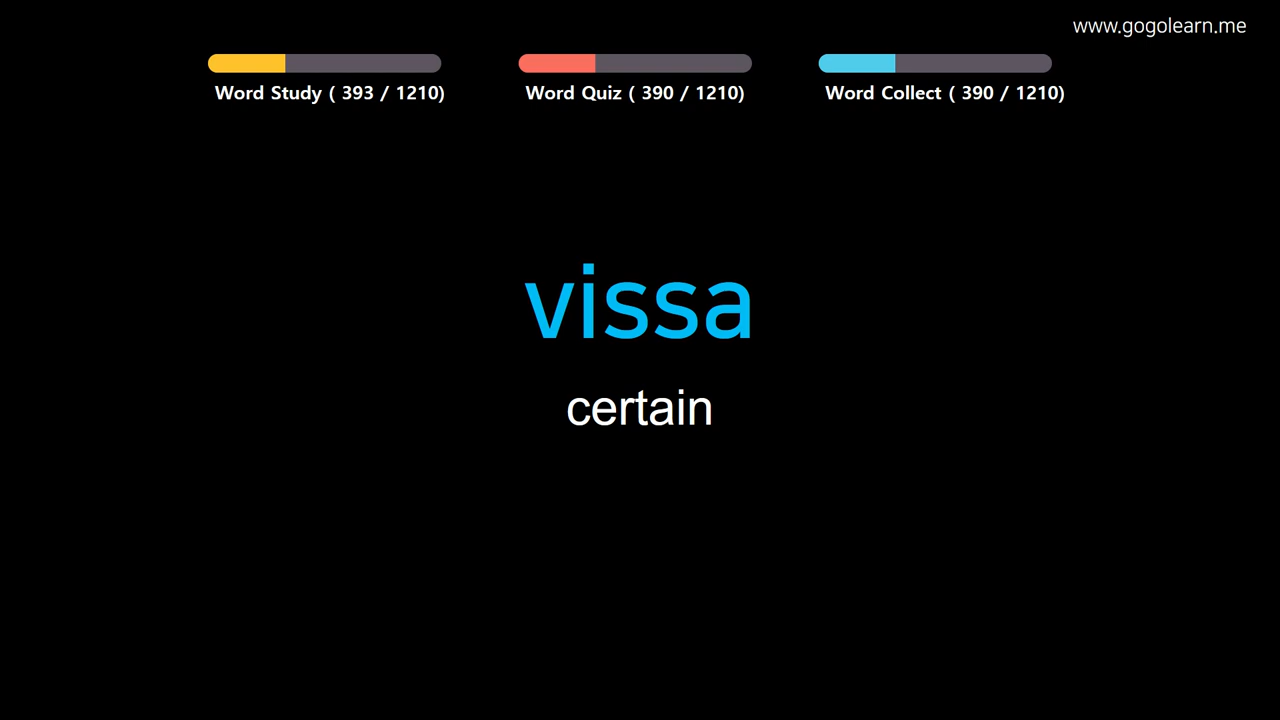 www.gogolearn.me
Word Study ( 393 / 1210)
Word Quiz ( 390 / 1210)
Word Collect ( 390 / 1210)
vissa
certain